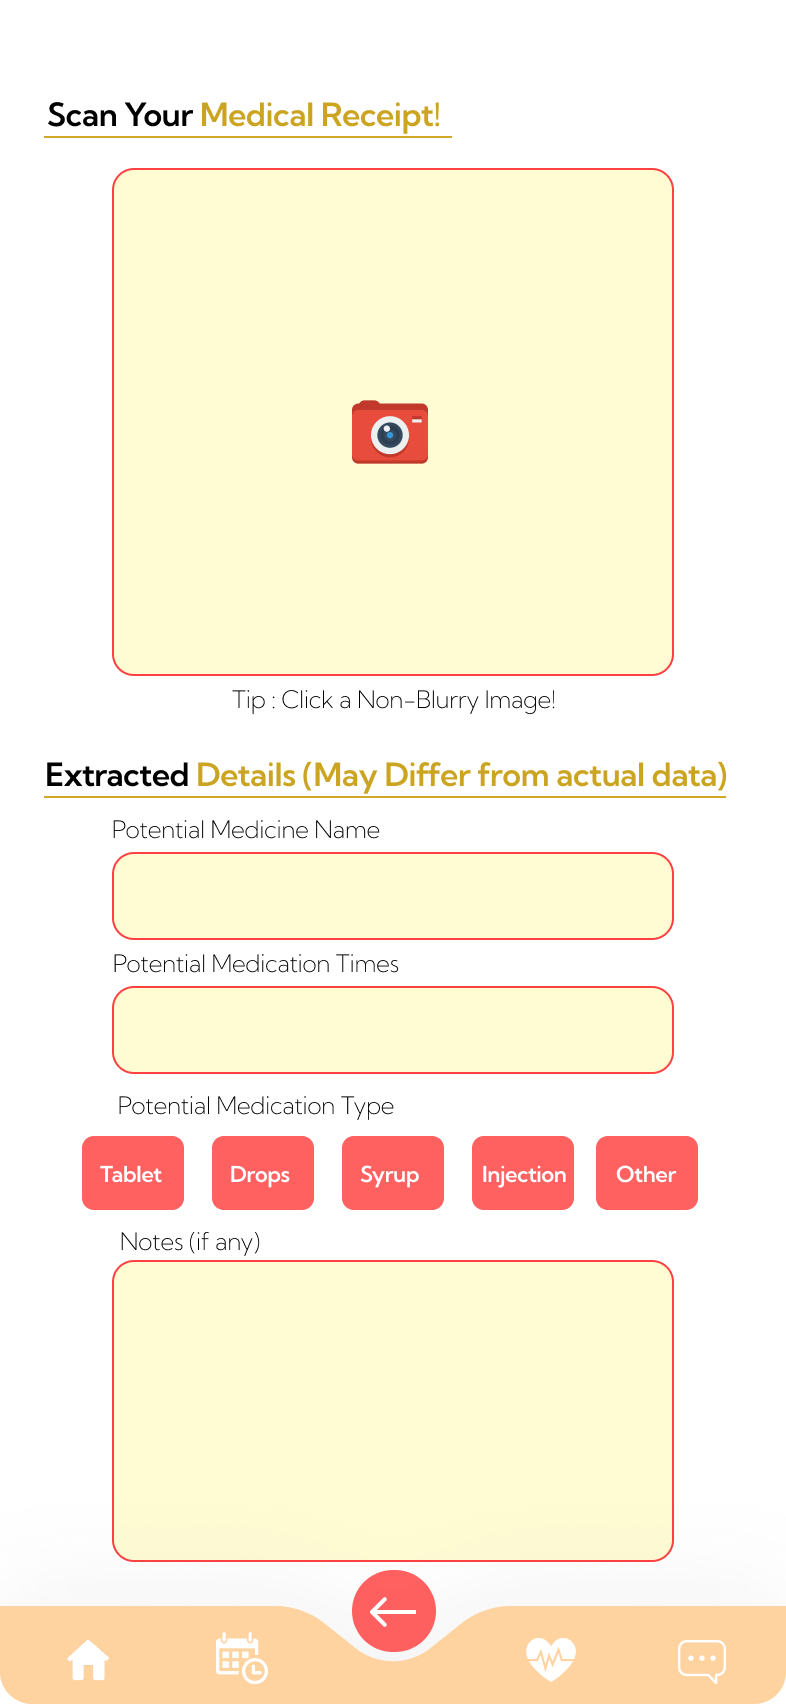 Scan Your Medical Receipt!
Tip : Click a Non-Blurry Image!
Extracted Details (May Differ from actual data)
Potential Medicine Name
Potential Medication Times
Potential Medication Type
Tablet Drops Syrup Injection Other
Notes (if any)